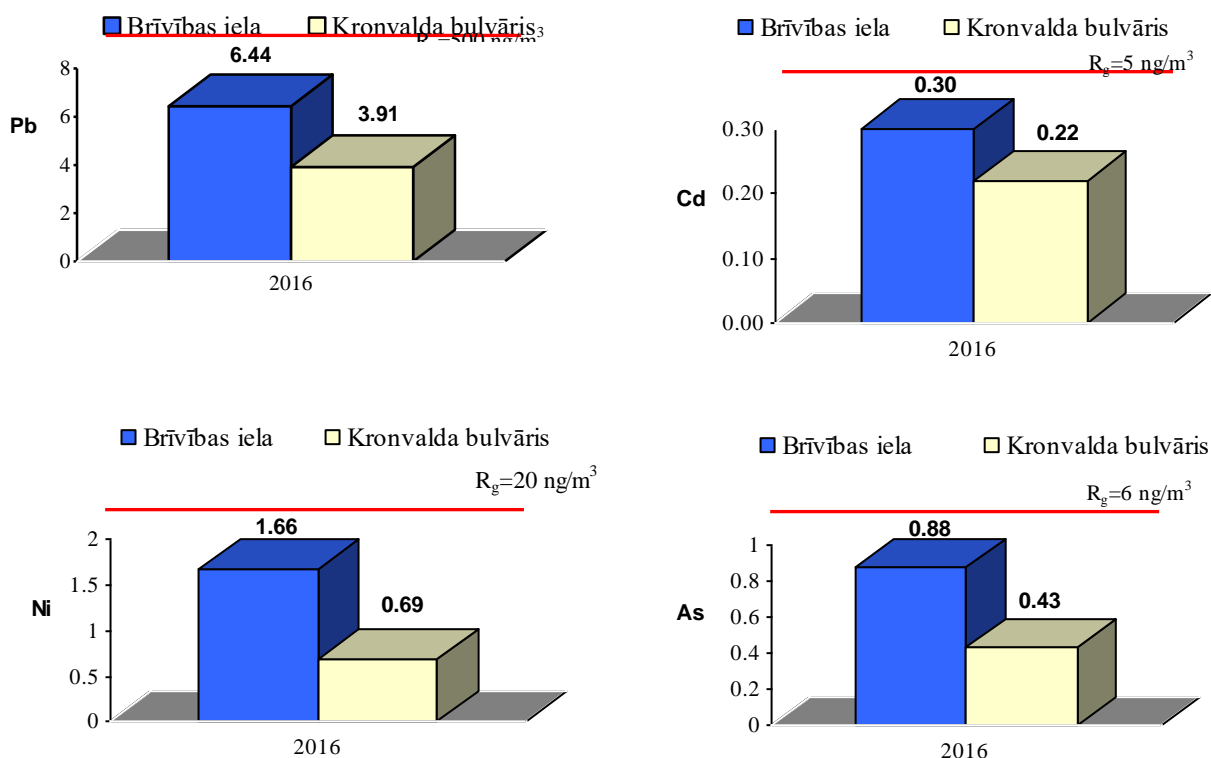 Brīvības iela Kronvalda bulvāris
Rg=500 ng/m³
6.44
8
3.91
6
Pb
4
2
0
2016
Brīvības iela Kronvalda bulvāris
Rg=5 ng/m³
0.30
0.30
0.22
0.20
Cd
0.10
0.00
2016
Brīvības iela Kronvalda bulvāris
Rg=20 ng/m³
1.66
2
1.5
0.69
Ni
1
0.5
0
2016
Brīvības iela Kronvalda bulvāris
Rg=6 ng/m³
0.88
1
0.8
0.43
As
0.6
0.4
0.2
0
2016